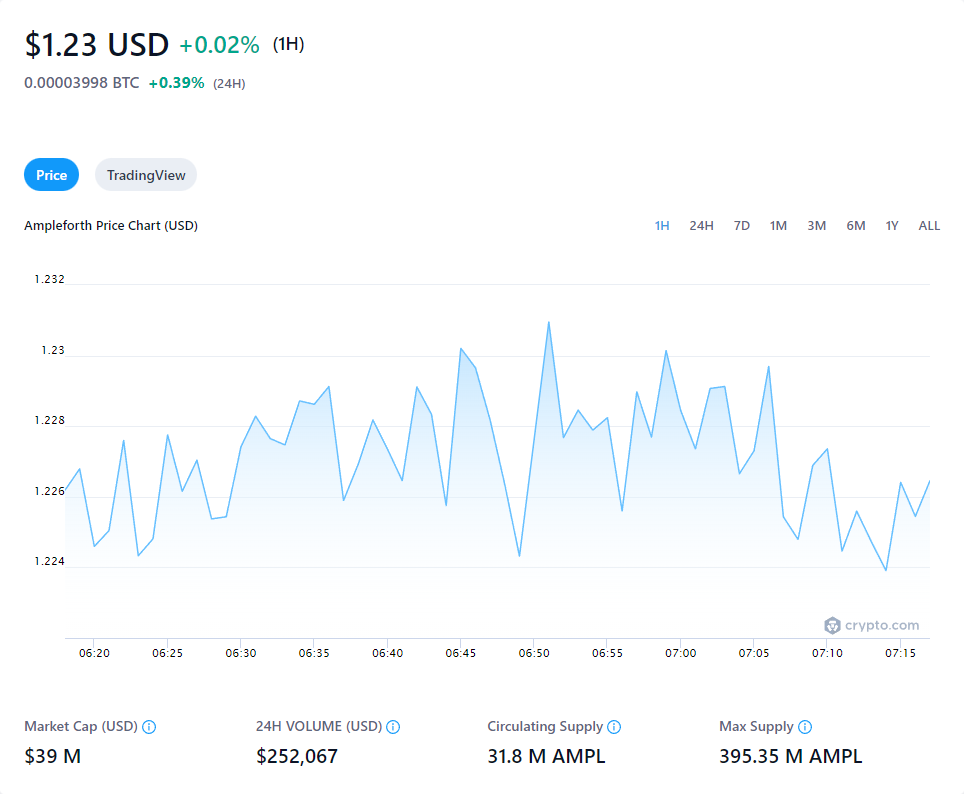 $1.23 USD +0.02% (1H)
0.00003998 BTC +0.39% (24H)
Price TradingView
Ampleforth Price Chart (USD) 1H 24H 7D 1M 3M 6M 1Y ALL
1.232
1.23
1.228
1.226
1.224
crypto.com
06:20 06:25 06:30 06:35 06:40 06:45 06:50 06:55 07:00 07:05 07:10 07:15
Market Cap (USD) 24H VOLUME (USD) Circulating Supply Max Supply
$39 M $252,067 31.8 M AMPL 395.35 M AMPL